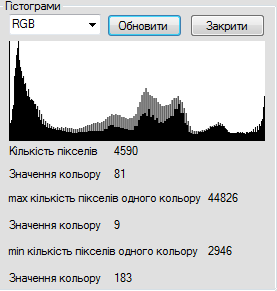 Гістограми
RGB Обновити Закрити
Кількість пікселів 4590
Значення кольору 81
max кількість пікселів одного кольору 44826
Значення кольору 9
min кількість пікселів одного кольору 2946
Значення кольору 183